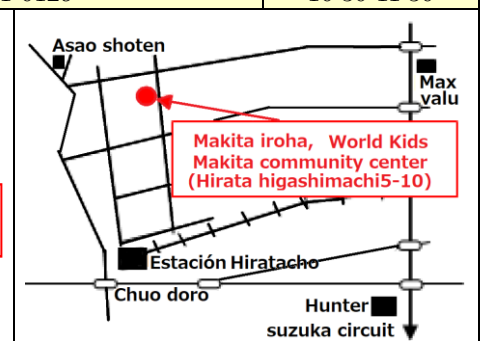 Asao shoten
Max
valu
Makita iroha, World Kids
Makita community center
(Hirata higashimachi5-10)
Estación Hiratacho
Chuo doro
Hunter
suzuka circuit